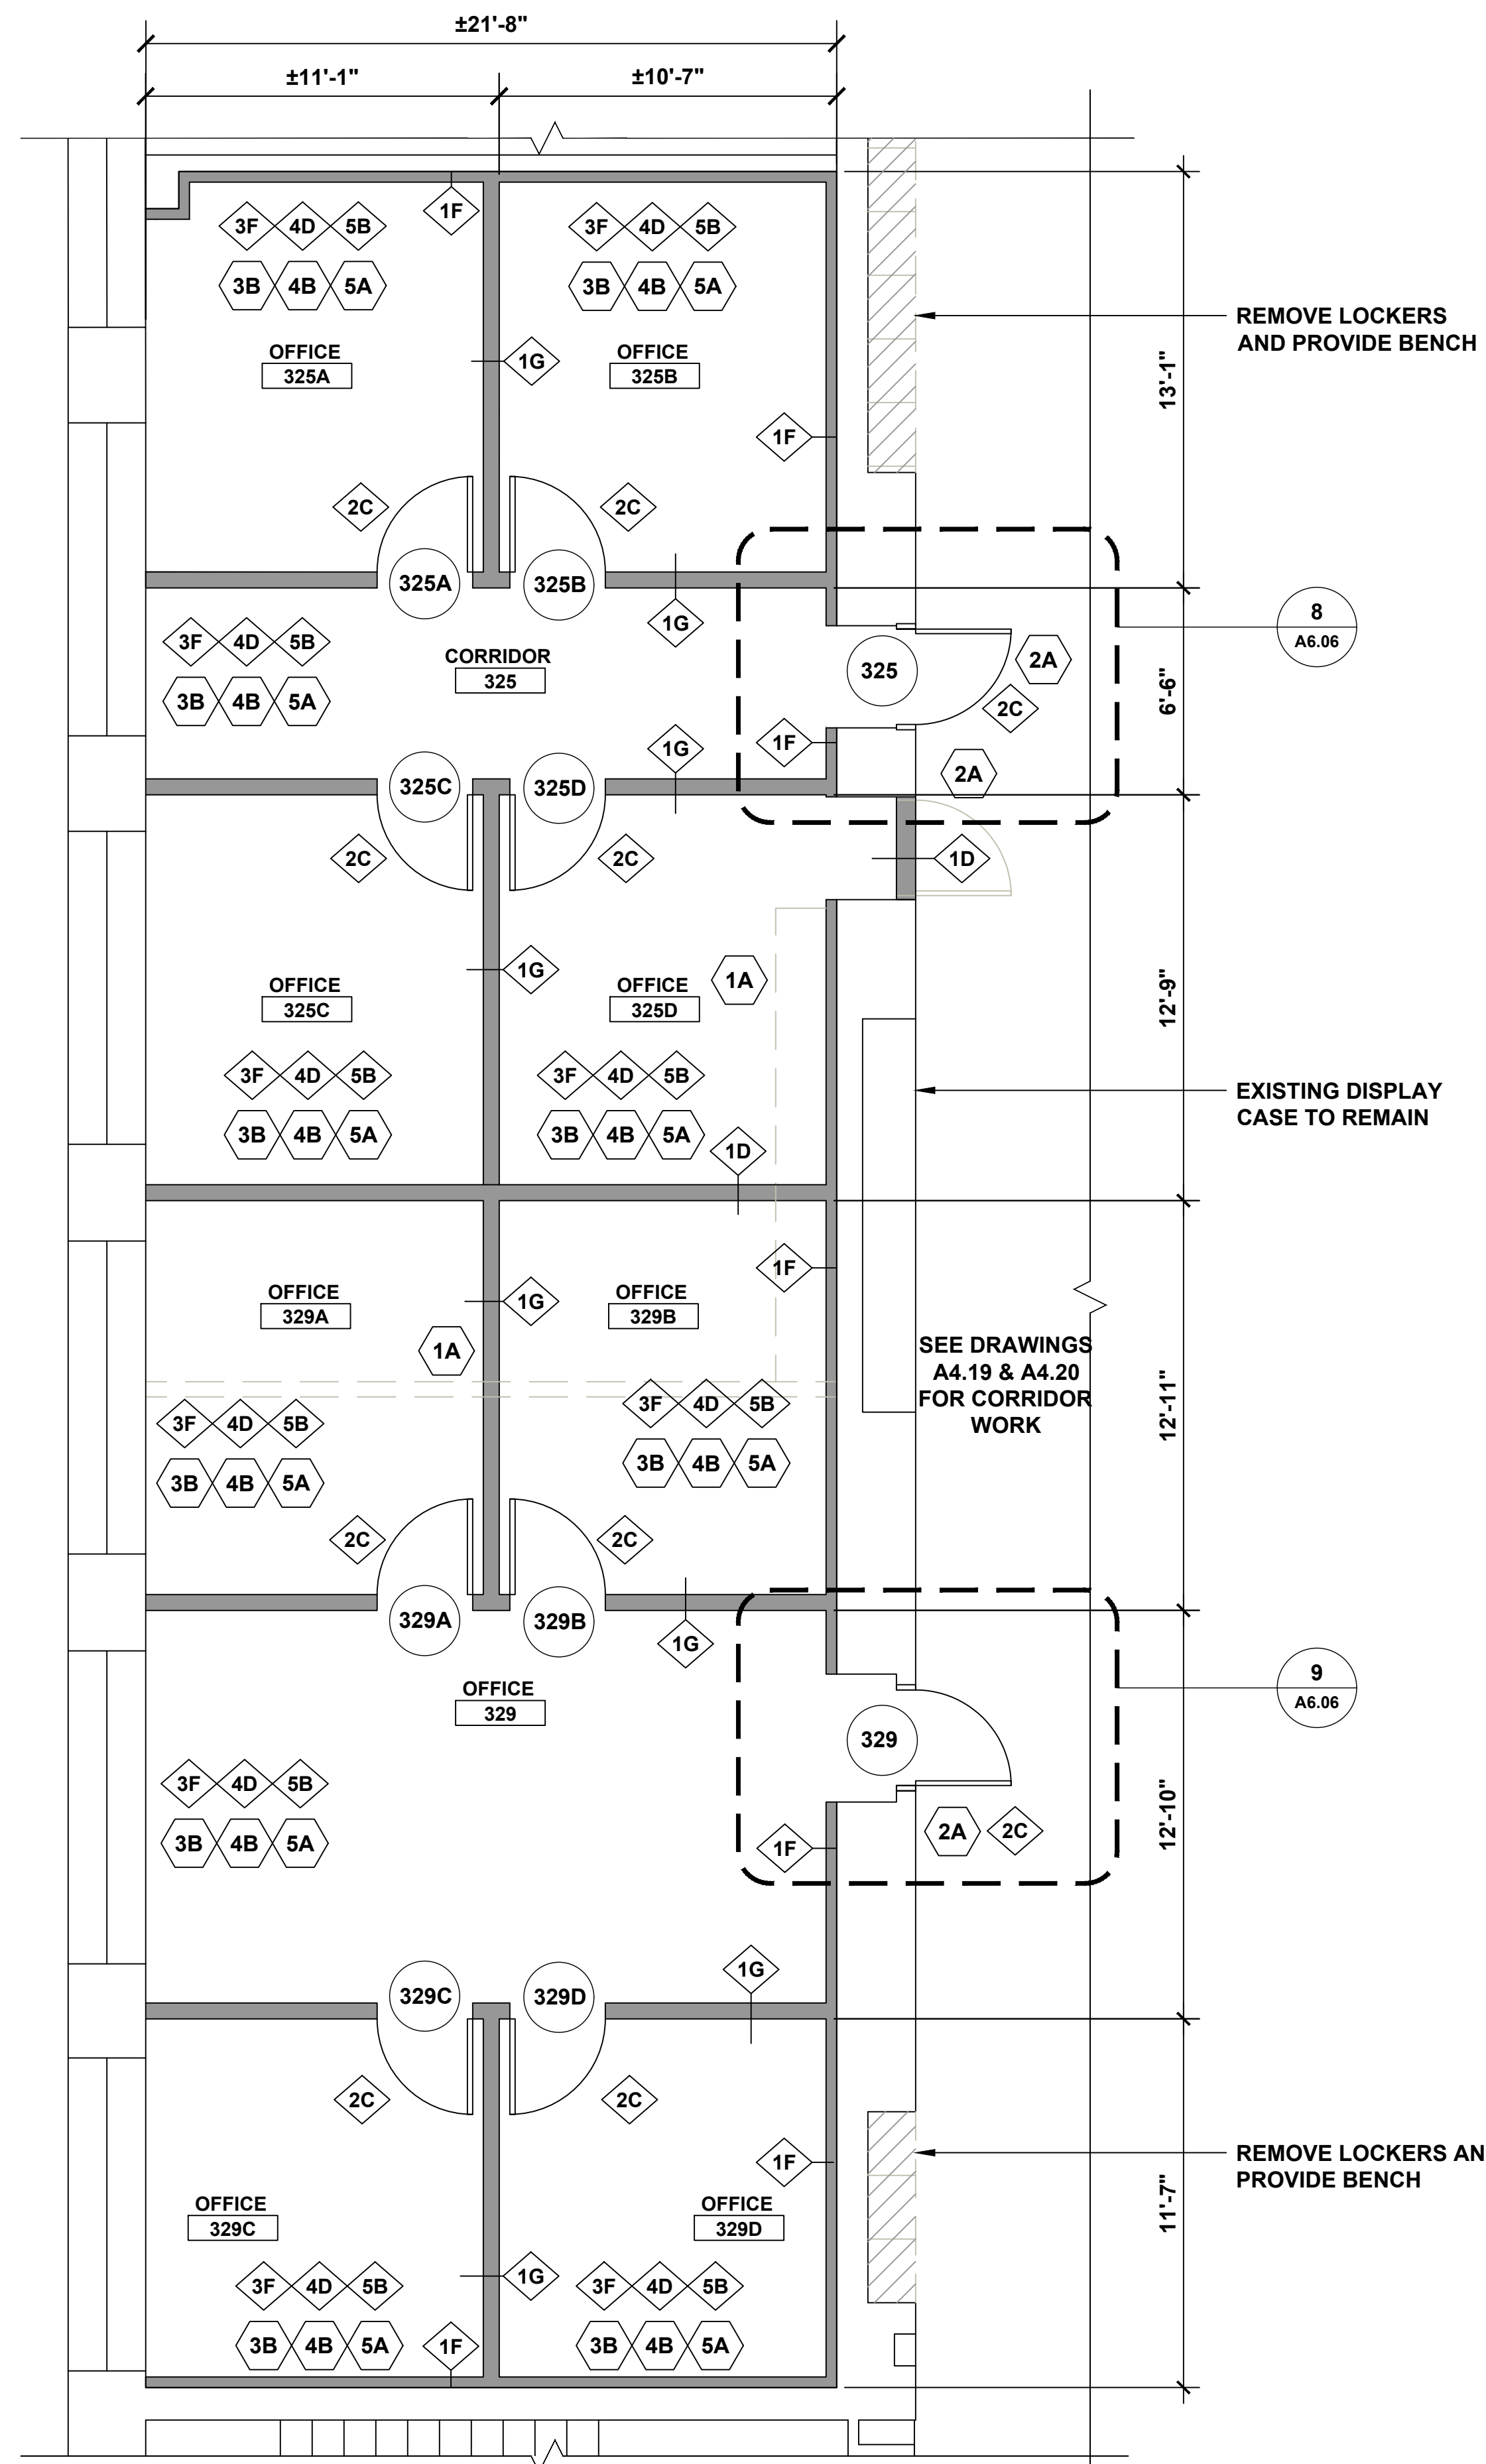 ±21'-8"
±11'-1"
±10'-7"
1F
3F 4D 5B
3B 4B 5A
3F 4D 5B
3B 4B 5A
REMOVE LOCKERS
AND PROVIDE BENCH
OFFICE
325A
1G
OFFICE
325B
13'-1"
1F
2C
2C
325A
325B
8
A6.06
1G
3F 4D 5B
3B 4B 5A
CORRIDOR
325
325
2A
2C
6'-6"
1G
1F
2A
325C
325D
2C
2C
1D
OFFICE
325C
1G
OFFICE
325D
1A
12'-9"
3F 4D 5B
3B 4B 5A
3F 4D 5B
3B 4B 5A
1D
EXISTING DISPLAY
CASE TO REMAIN
1F
OFFICE
329A
1G
OFFICE
329B
1A
SEE DRAWINGS
A4.19 & A4.20
FOR CORRIDOR
WORK
12'-11"
3F 4D 5B
3B 4B 5A
3F 4D 5B
3B 4B 5A
2C
2C
329A
329B
1G
9
A6.06
OFFICE
329
329
3F 4D 5B
3B 4B 5A
1F
2A 2C
12'-10"
1G
329C
329D
2C
2C
1F
REMOVE LOCKERS AN
PROVIDE BENCH
11'-7"
OFFICE
329C
OFFICE
329D
1G
3F 4D 5B
3B 4B 5A
1F
3F 4D 5B
3B 4B 5A